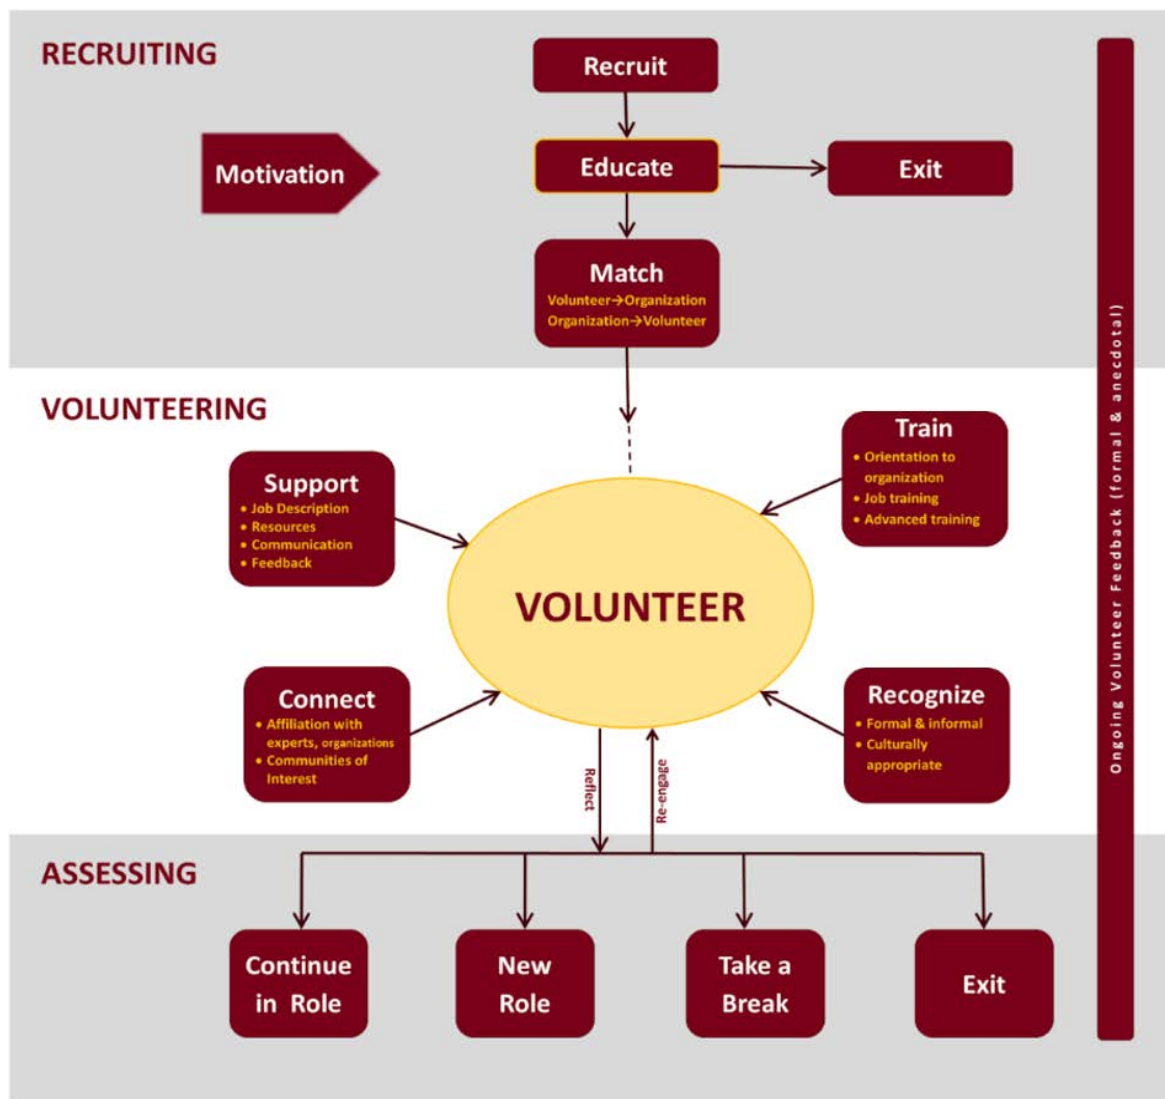 RECRUITING
Recruit
Motivation
Educate
Exit
Match
Volunteer→Organization
Organization→Volunteer
VOLUNTEERING
Train
• Orientation to
organization
• Job training
• Advanced training
Support
• Job Description
• Resources
• Communication
• Feedback
VOLUNTEER
Connect
• Affiliation with
experts, organizations
• Communities of
Interest
Recognize
• Formal & informal
• Culturally
appropriate
Reflect
Re-engage
ASSESSING
Continue
in Role
New
Role
Take a
Break
Exit
Ongoing Volunteer Feedback (formal & anecdotal)